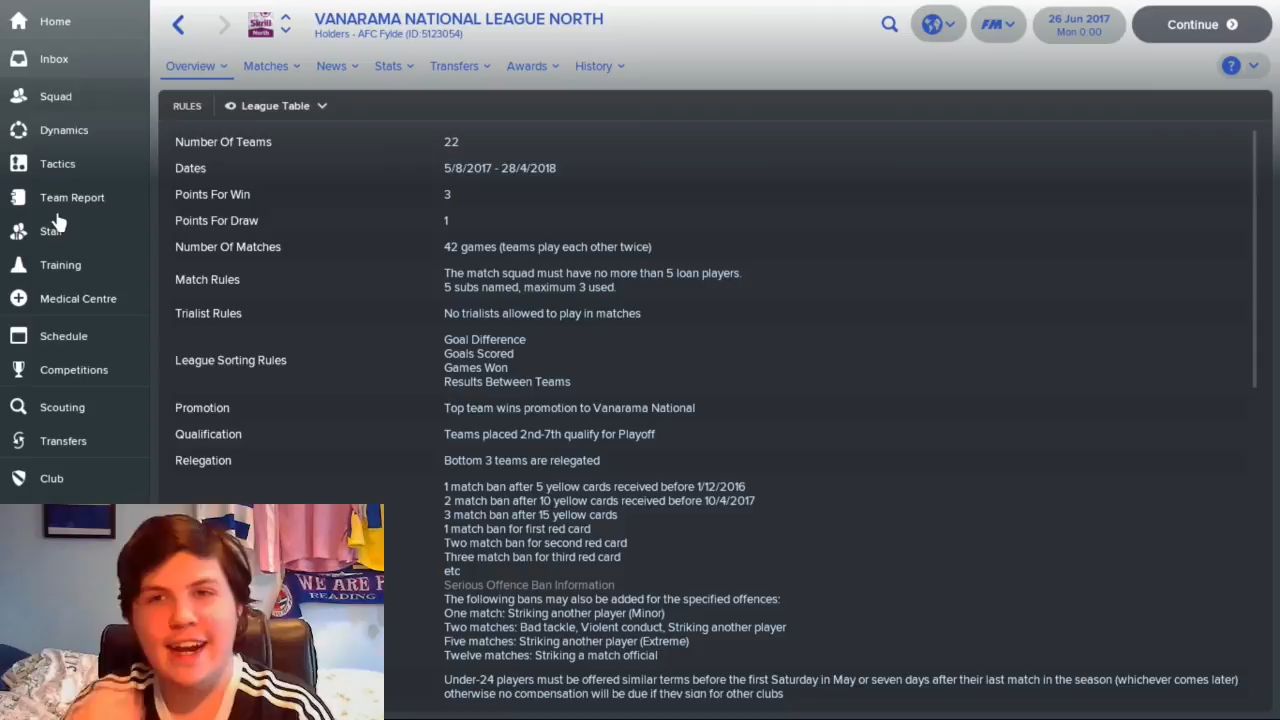 Home
Inbox
Squad
Dynamics
Tactics
Team Report
Training
Medical Centre
Schedule
Competitions
Scouting
Transfers
Club
Skrill
North
VANARAMA NATIONAL LEAGUE NORTH
Holders - AFC Fylde (ID:5123054)
FM
26 Jun 2017
Mon 0:00
Continue
Overview
Matches
News
Stats
Transfers
Awards
History
?
RULES
League Table
Number Of Teams 22
Dates 5/8/2017 - 28/4/2018
Points For Win 3
Points For Draw 1
Number Of Matches 42 games (teams play each other twice)
Match Rules The match squad must have no more than 5 loan players.
5 subs named, maximum 3 used.
Trialist Rules No trialists allowed to play in matches
League Sorting Rules Goal Difference
Goals Scored
Games Won
Results Between Teams
Promotion Top team wins promotion to Vanarama National
Qualification Teams placed 2nd-7th qualify for Playoff
Relegation Bottom 3 teams are relegated
1 match ban after 5 yellow cards received before 1/12/2016
2 match ban after 10 yellow cards received before 10/4/2017
3 match ban after 15 yellow cards
1 match ban for first red card
Two match ban for second red card
Three match ban for third red card
etc
Serious Offence Ban Information
The following bans may also be added for the specified offences:
One match: Striking another player (Minor)
Two matches: Bad tackle, Violent conduct, Striking another player
Five matches: Striking another player (Extreme)
Twelve matches: Striking a match official
Under-24 players must be offered similar terms before the first Saturday in May or seven days after their last match in the season (whichever comes later)
otherwise no compensation will be due if they sign for other clubs
WE ARE
READING